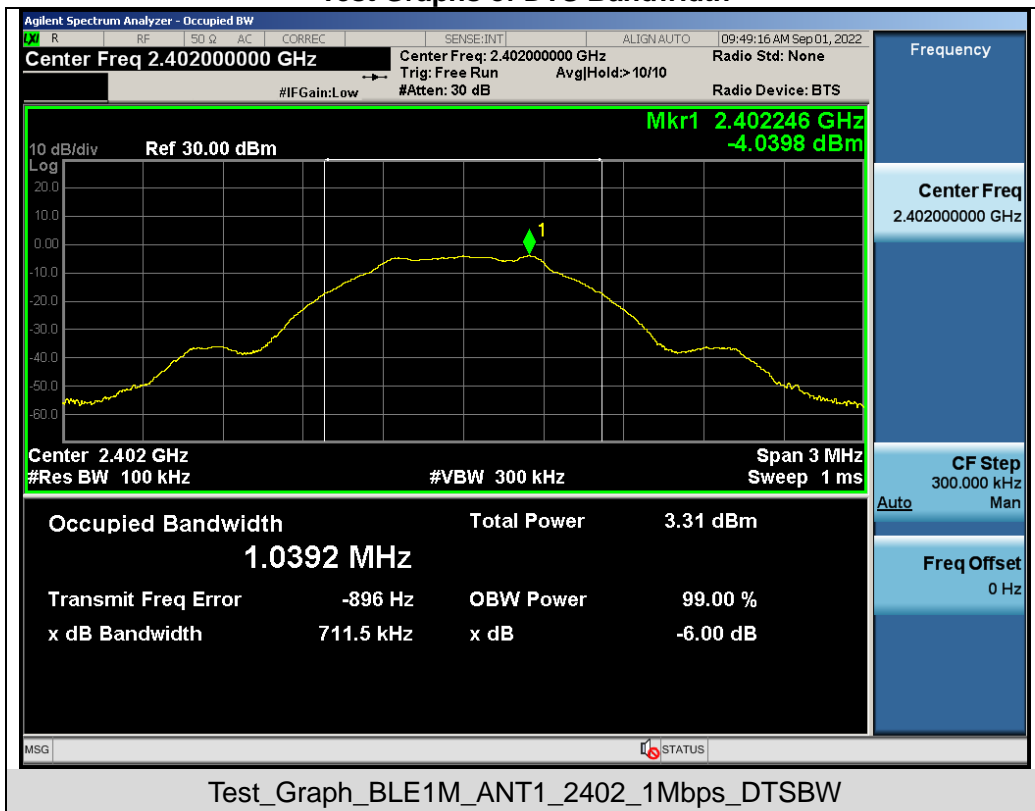 Test Graphs of DTS Bandwidth
Agilent Spectrum Analyzer - Occupied BW
LXI R RF 50 Ω AC CORREC SENSE:INT ALIGN AUTO 09:49:16 AM Sep 01, 2022
Center Freq 2.402000000 GHz
Center Freq: 2.402000000 GHz
Radio Std: None
Trig: Free Run Avg|Hold:>10/10
#IFGain:Low
#Atten: 30 dB
Radio Device: BTS
Mkr1 2.402246 GHz
-4.0398 dBm
10 dB/div Ref 30.00 dBm
Log
20.0
10.0
0.00
-10.0
-20.0
-30.0
-40.0
-50.0
-60.0
1
Center 2.402 GHz Span 3 MHz
#Res BW 100 kHz #VBW 300 kHz Sweep 1 ms
Occupied Bandwidth Total Power 3.31 dBm
1.0392 MHz
Transmit Freq Error -896 Hz OBW Power 99.00 %
x dB Bandwidth 711.5 kHz x dB -6.00 dB
Frequency
Center Freq
2.402000000 GHz
CF Step
300.000 kHz
Auto Man
Freq Offset
0 Hz
MSG STATUS
Test_Graph_BLE1M_ANT1_2402_1Mbps_DTSBW